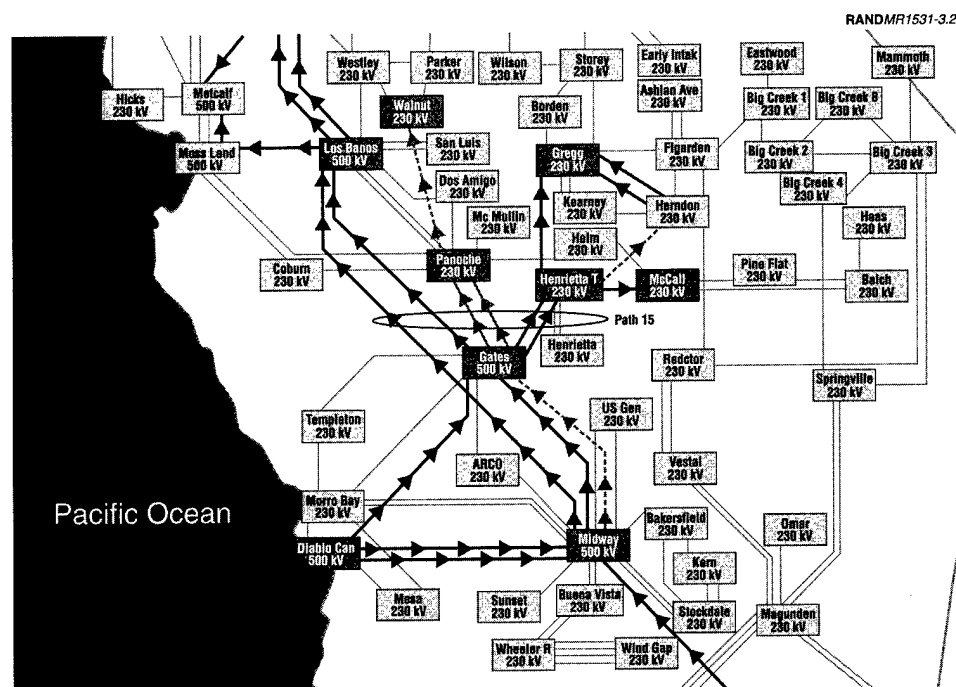 RANDMR1531-3.2
Westley
230 kV
Parker
230 kV
Wilson
230 kV
Storey
230 kV
Early Intak
230 kV
Eastwood
230 kV
Mammoth
230 kV
Hicks
230 kV
Metcalf
500 kV
Walnut
230 kV
Borden
230 kV
Ashlan Ave
230 kV
Big Creek 1
230 kV
Big Creek 8
230 kV
Moss Land
500 kV
Los Banos
500 kV
San Luis
230 kV
Gregg
230 kV
Figarden
230 kV
Big Creek 2
230 kV
Big Creek 3
230 kV
Dos Amigo
230 kV
Big Creek 4
230 kV
Kearney
230 kV
Herndon
230 kV
Mc Mullin
230 kV
Haas
230 kV
Helm
230 kV
Coburn
230 kV
Panoche
230 kV
Henrietta T
230 kV
McCall
230 kV
Pine Flat
230 kV
Balch
230 kV
Path 15
Henrietta
230 kV
Gates
500 kV
Redctor
230 kV
Springville
230 kV
Templeton
230 kV
US Gen
230 kV
ARCO
230 kV
Vestal
230 kV
Morro Bay
230 kV
Pacific Ocean
Bakersfield
230 kV
Omar
230 kV
Diablo Can
500 kV
Midway
500 kV
Kern
230 kV
Mesa
230 kV
Sunset
230 kV
Buena Vista
230 kV
Stockdale
230 kV
Magunden
230 kV
Wheeler R
230 kV
Wind Gap
230 kV